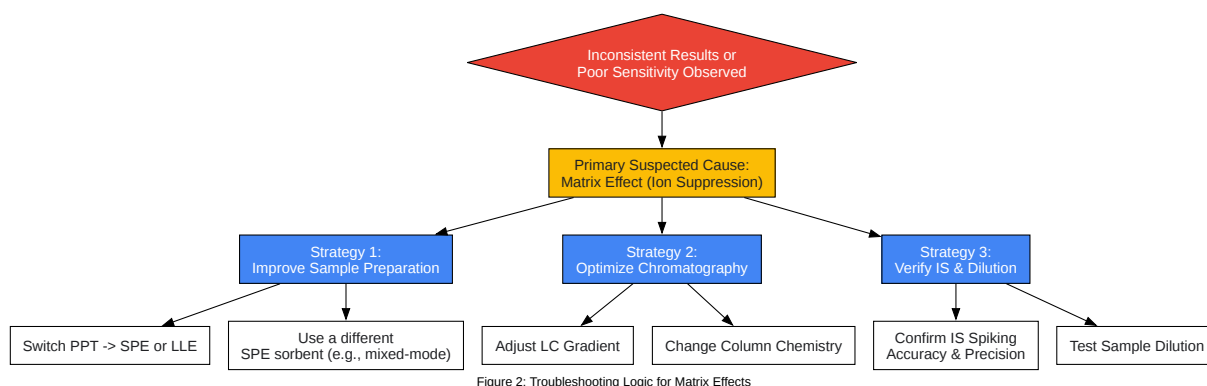 Inconsistent Results or
Poor Sensitivity Observed
Primary Suspected Cause:
Matrix Effect (Ion Suppression)
Strategy 1:
Improve Sample Preparation
Strategy 2:
Optimize Chromatography
Strategy 3:
Verify IS & Dilution
Switch PPT -> SPE or LLE
Use a different
SPE sorbent (e.g., mixed-mode)
Adjust LC Gradient
Change Column Chemistry
Confirm IS Spiking
Accuracy & Precision
Test Sample Dilution
Figure 2: Troubleshooting Logic for Matrix Effects